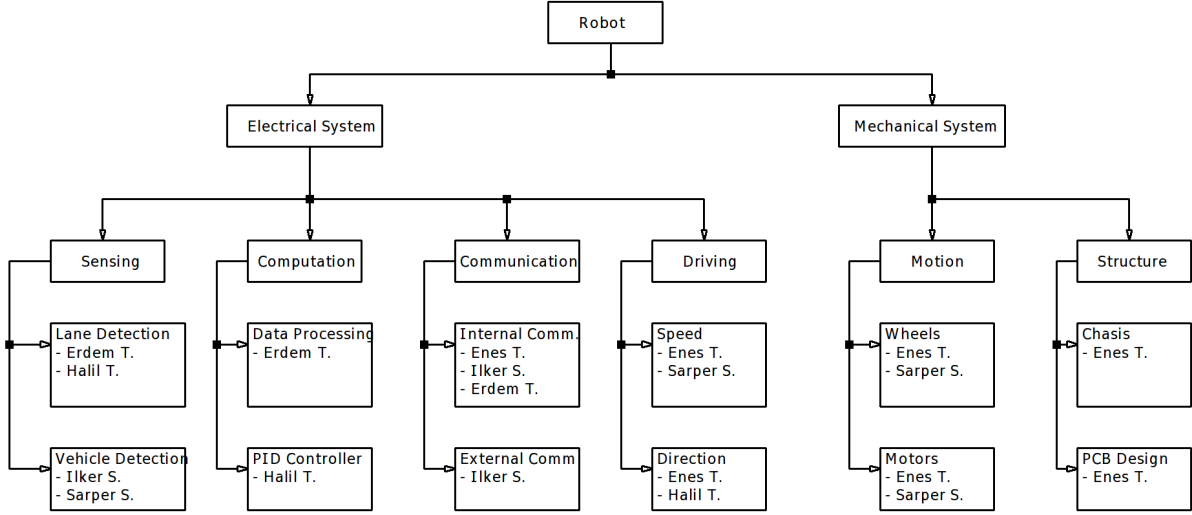 Robot
Electrical System
Mechanical System
Sensing
Computation
Communication
Driving
Motion
Structure
Lane Detection
- Erdem T.
- Halil T.
Data Processing
- Erdem T.
Internal Comm.
- Enes T.
- Ilker S.
- Erdem T.
Speed
- Enes T.
- Sarper S.
Wheels
- Enes T.
- Sarper S.
Chasis
- Enes T.
Vehicle Detection
- Ilker S.
- Sarper S.
PID Controller
- Halil T.
External Comm
- Ilker S.
Direction
- Enes T.
- Halil T.
Motors
- Enes T.
- Sarper S.
PCB Design
- Enes T.